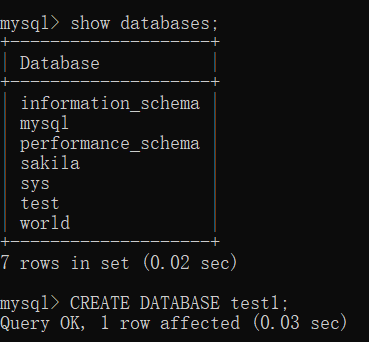 mysql> show databases;
+--------------------+
| Database           |
+--------------------+
| information_schema |
| mysql              |
| performance_schema |
| sakila             |
| sys                |
| test               |
| world              |
+--------------------+
7 rows in set (0.02 sec)
mysql> CREATE DATABASE test1;
Query OK, 1 row affected (0.03 sec)